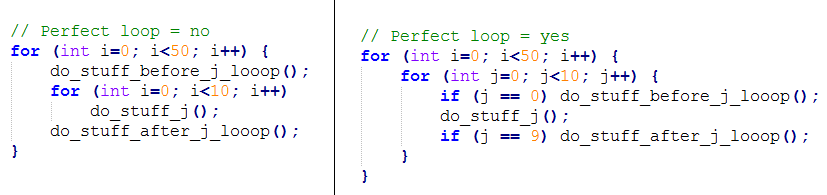 // Perfect loop = no
for (int i=0; i<50; i++) {
do_stuff_before_j_looop();
for (int i=0; i<10; i++)
do_stuff_j();
do_stuff_after_j_looop();
}
// Perfect loop = yes
for (int i=0; i<50; i++) {
for (int j=0; j<10; j++) {
if (j == 0) do_stuff_before_j_looop();
do_stuff_j();
if (j == 9) do_stuff_after_j_looop();
}
}